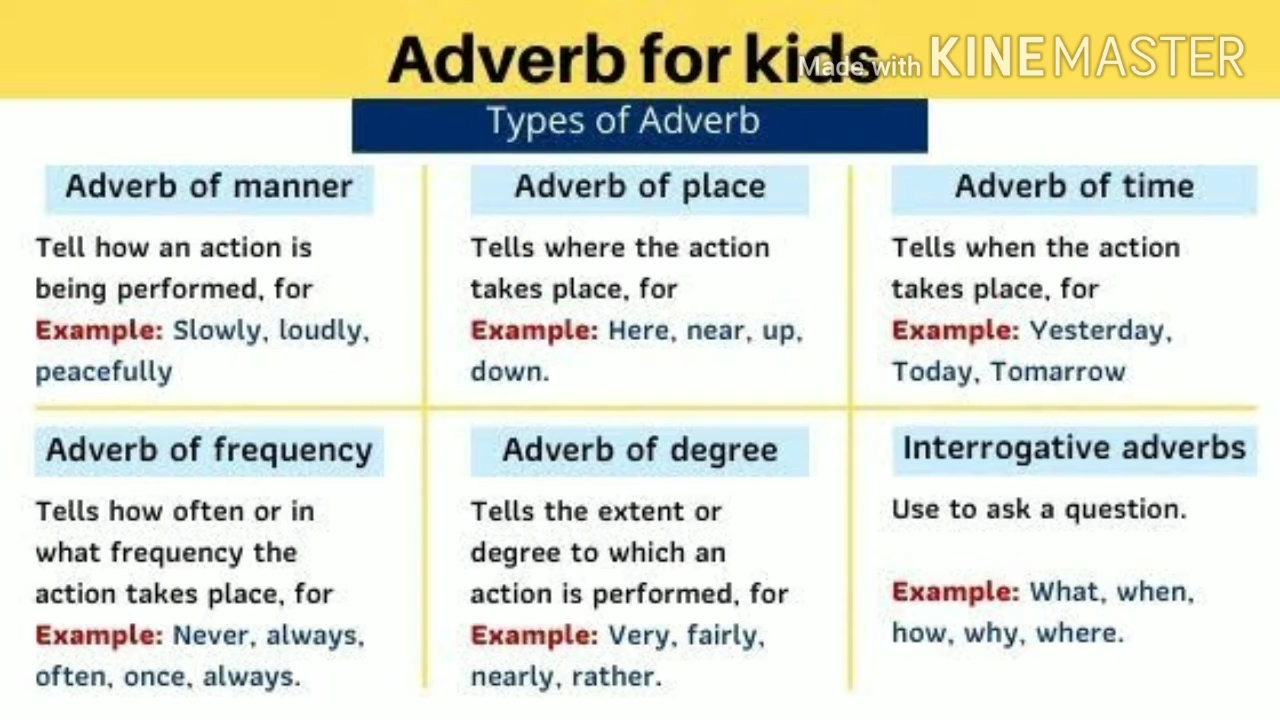 Adverb for kids
Made with KINEMASTER
Types of Adverb
Adverb of manner
Tell how an action is
being performed, for
Example: Slowly, loudly,
peacefully
Adverb of place
Tells where the action
takes place, for
Example: Here, near, up,
down.
Adverb of time
Tells when the action
takes place, for
Example: Yesterday,
Today, Tomarrow
Adverb of frequency
Tells how often or in
what frequency the
action takes place, for
Example: Never, always,
often, once, always.
Adverb of degree
Tells the extent or
degree to which an
action is performed, for
Example: Very, fairly,
nearly, rather.
Interrogative adverbs
Use to ask a question.
Example: What, when,
how, why, where.